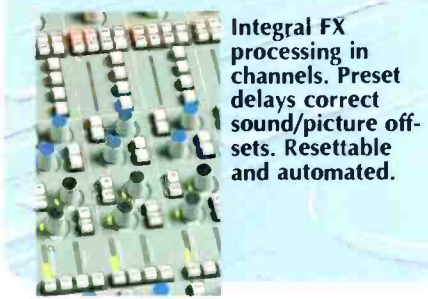 Integral FX
processing in
channels. Preset
delays correct
sound/picture off-
sets. Resettable
and automated.